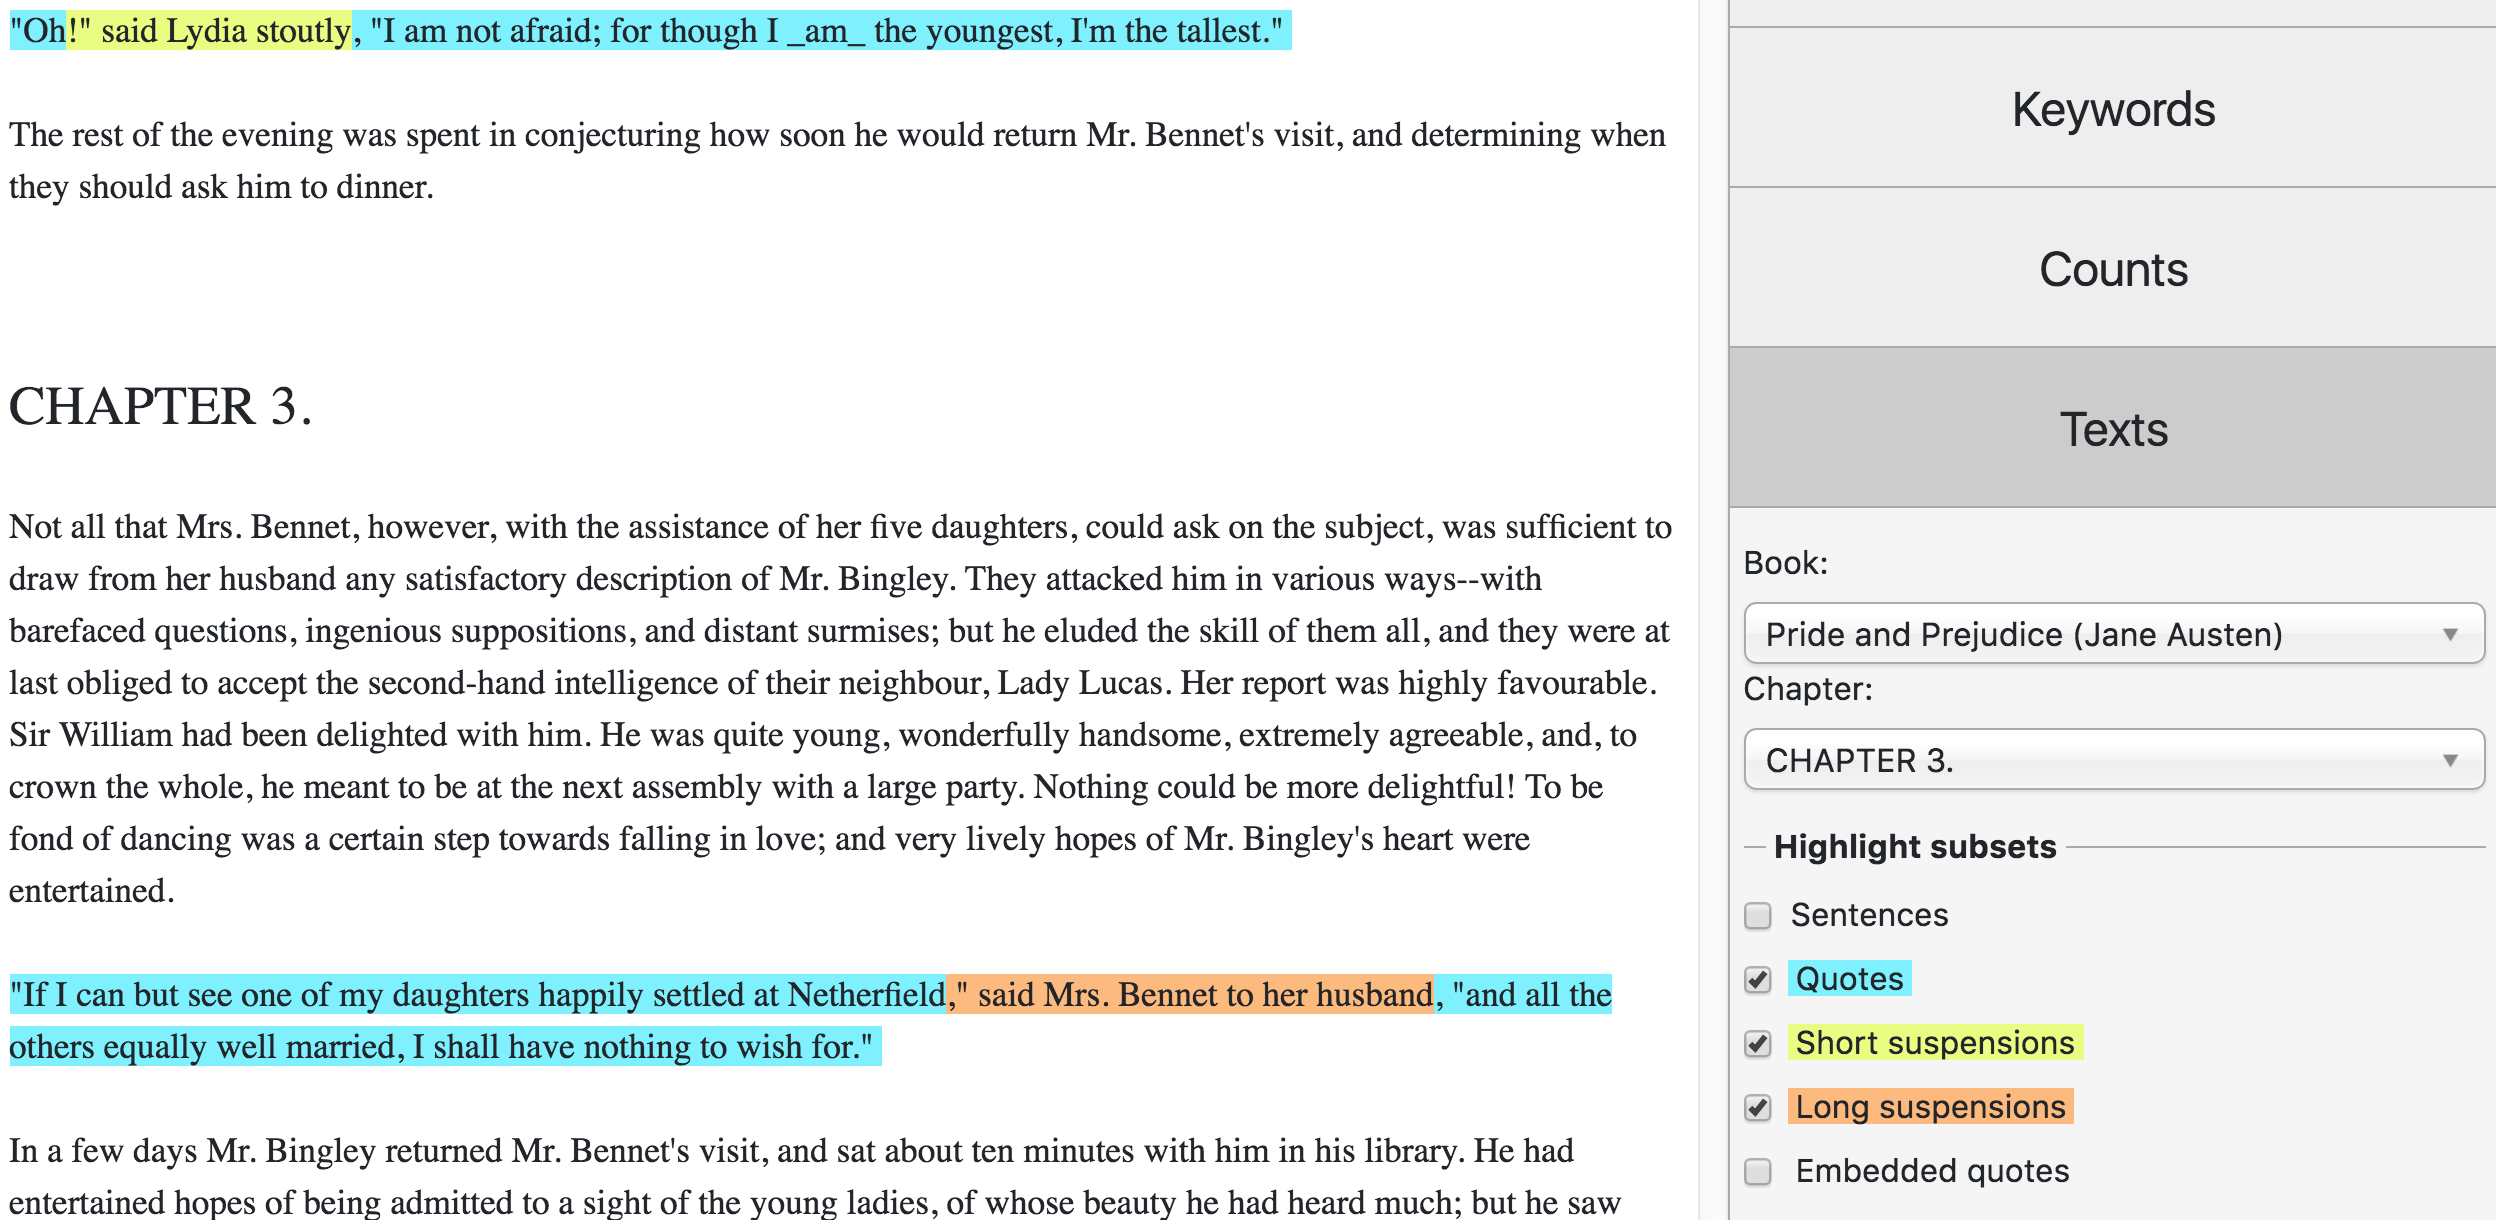 "Oh!" said Lydia stoutly, "I am not afraid; for though I _am_ the youngest, I'm the tallest."
The rest of the evening was spent in conjecturing how soon he would return Mr. Bennet's visit, and determining when
they should ask him to dinner.
CHAPTER 3.
Not all that Mrs. Bennet, however, with the assistance of her five daughters, could ask on the subject, was sufficient to
draw from her husband any satisfactory description of Mr. Bingley. They attacked him in various ways--with
barefaced questions, ingenious suppositions, and distant surmises; but he eluded the skill of them all, and they were at
last obliged to accept the second-hand intelligence of their neighbour, Lady Lucas. Her report was highly favourable.
Sir William had been delighted with him. He was quite young, wonderfully handsome, extremely agreeable, and, to
crown the whole, he meant to be at the next assembly with a large party. Nothing could be more delightful! To be
fond of dancing was a certain step towards falling in love; and very lively hopes of Mr. Bingley's heart were
entertained.
"If I can but see one of my daughters happily settled at Netherfield," said Mrs. Bennet to her husband, "and all the
others equally well married, I shall have nothing to wish for."
In a few days Mr. Bingley returned Mr. Bennet's visit, and sat about ten minutes with him in his library. He had
entertained hopes of being admitted to a sight of the young ladies, of whose beauty he had heard much; but he saw
Keywords
Counts
Texts
Book:
Pride and Prejudice (Jane Austen)
Chapter:
CHAPTER 3.
Highlight subsets
Sentences
Quotes
Short suspensions
Long suspensions
Embedded quotes